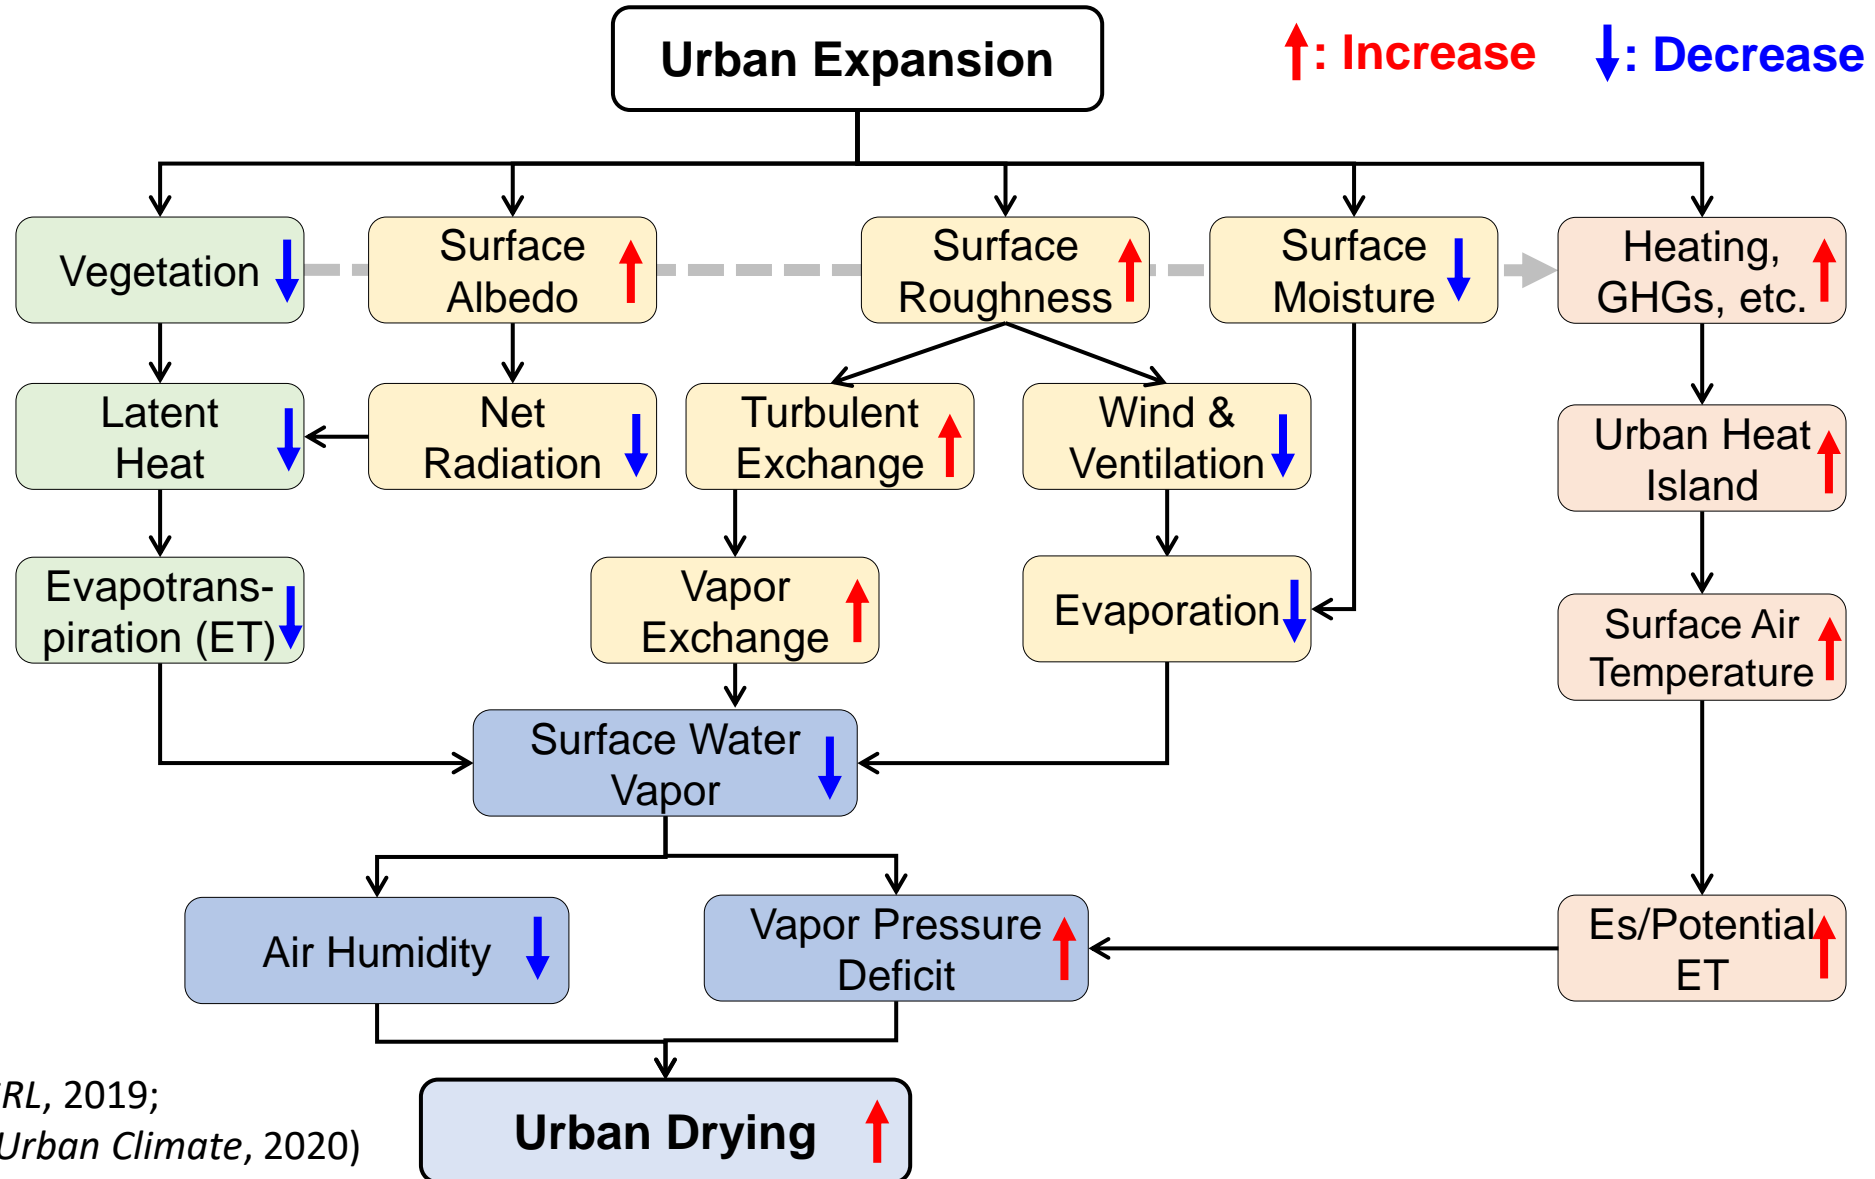 Urban Expansion
↑: Increase
↓: Decrease
Vegetation
Surface
Albedo
Surface
Roughness
Surface
Moisture
Heating,
GHGs, etc.
Latent
Heat
Net
Radiation
Turbulent
Exchange
Wind &
Ventilation
Urban Heat
Island
Evapotrans-
piration (ET)
Vapor
Exchange
Evaporation
Surface Air
Temperature
Surface Water
Vapor
Air Humidity
Vapor Pressure
Deficit
Es/Potential
ET
Urban Drying
2019;
Urban Climate, 2020)